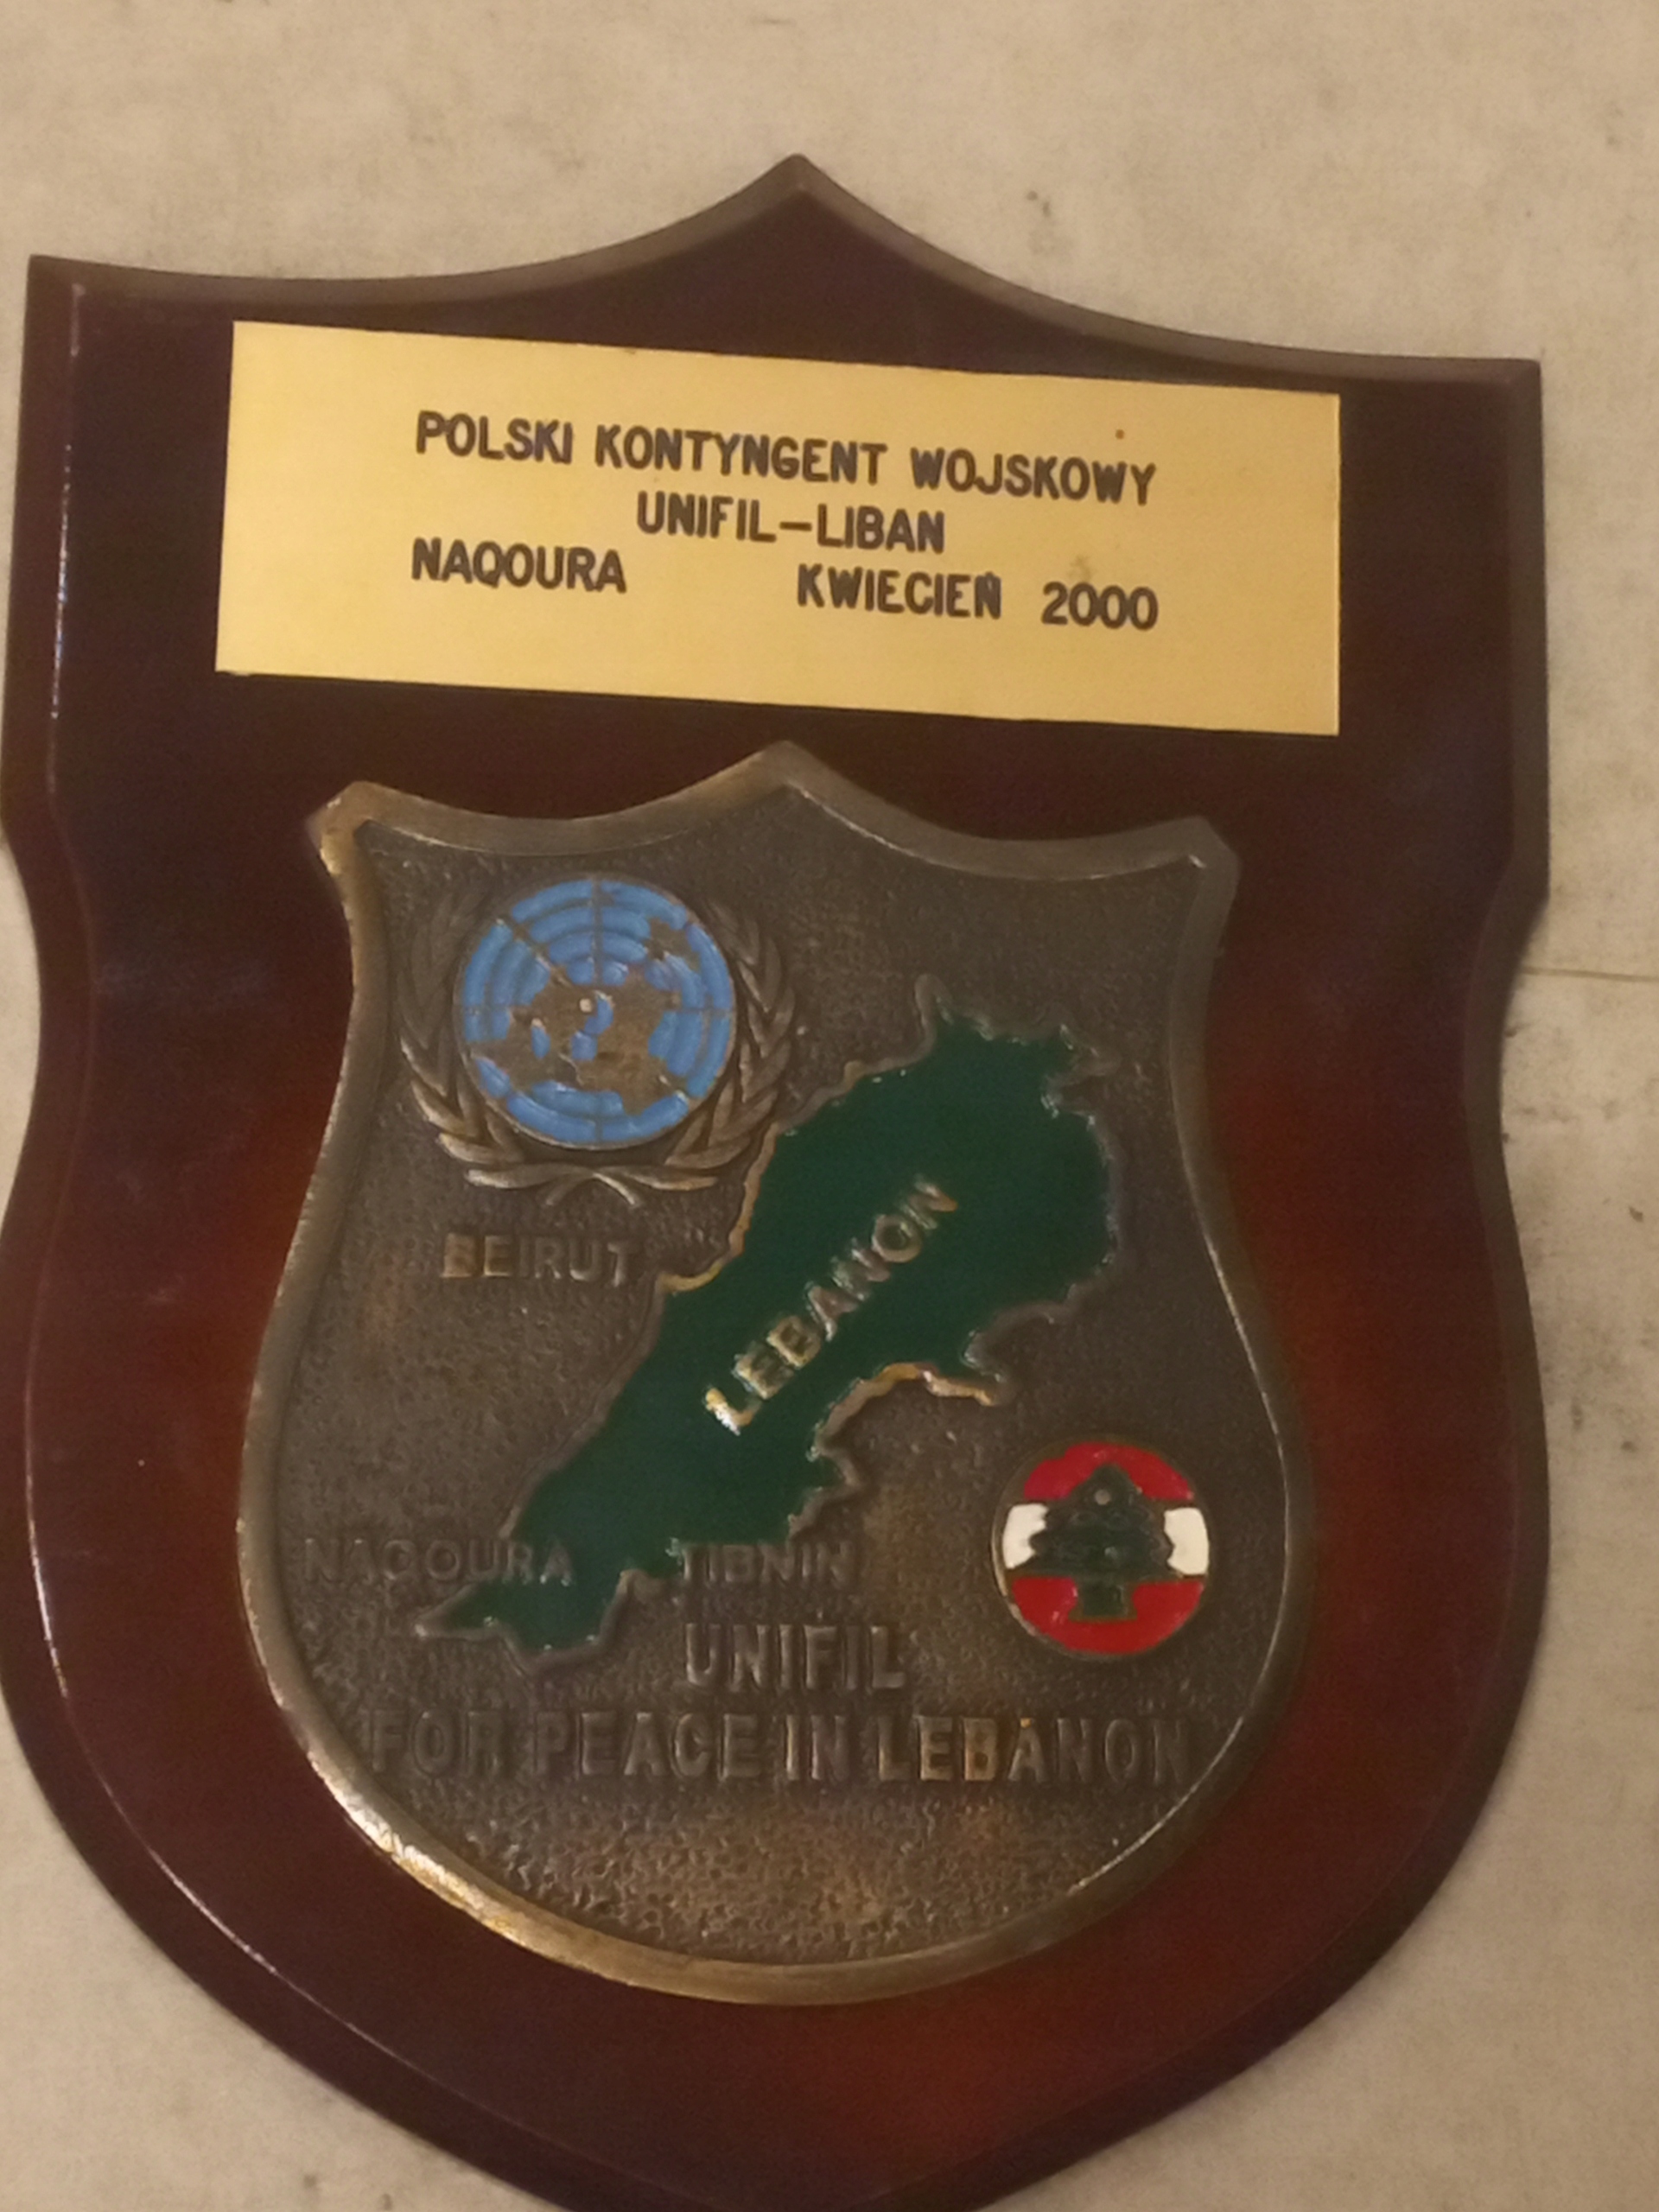 POLSKI KONTYNGENT WOJSKOWY
UNIFIL-LIBAN
NAQOURA KWIECIEŃ 2000
BEIRUT
LEBANON
NAQOURA TIBNIN
UNIFIL
FOR PEACE IN LEBANON